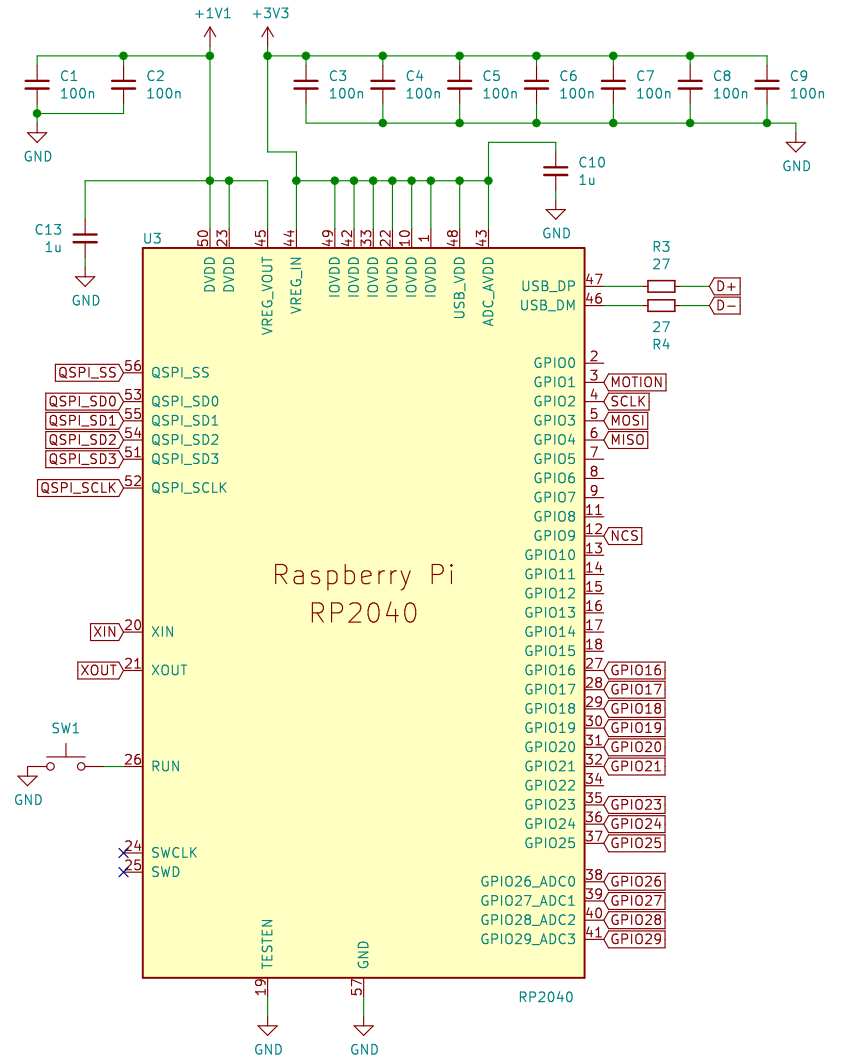 +1V1 +3V3
C1 C2 C3 C4 C5 C6 C7 C8 C9
100n 100n 100n 100n 100n 100n 100n 100n 100n
GND GND
C10
1u
GND
C13
1u
GND
U3
50 23 45 44 49 42 33 22 10 1 48 43
DVDD DVDD VREG_VOUT VREG_IN IOVDD IOVDD IOVDD IOVDD IOVDD IOVDD USB_VDD ADC_AVDD
R3
27
USB_DP 47 D+
USB_DM 46 D-
27
R4
GPIO0 2
QSPI_SS 56 QSPI_SS
GPIO1 3 MOTION
QSPI_SD0 53 QSPI_SD0 GPIO2 4 SCLK
QSPI_SD1 55 QSPI_SD1 GPIO3 5 MOSI
QSPI_SD2 54 QSPI_SD2 GPIO4 6 MISO
QSPI_SD3 51 QSPI_SD3 GPIO5 7
GPIO6 8
QSPI_SCLK 52 QSPI_SCLK
GPIO7 9
GPIO8 11
GPIO9 12 NCS
GPIO10 13
GPIO11 14
Raspberry Pi
GPIO12 15
RP2040
GPIO13 16
XIN 20 XIN GPIO14 17
GPIO15 18
XOUT 21 XOUT GPIO16 27 GPIO16
GPIO17 28 GPIO17
GPIO18 29 GPIO18
SW1
GPIO19 30 GPIO19
GPIO20 31 GPIO20
26 RUN GPIO21 32 GPIO21
GPIO22 34
GND
GPIO23 35 GPIO23
GPIO24 36 GPIO24
GPIO25 37 GPIO25
24 SWCLK
25 SWD
GPIO26_ADC0 38 GPIO26
GPIO27_ADC1 39 GPIO27
GPIO28_ADC2 40 GPIO28
GPIO29_ADC3 41 GPIO29
TESTEN GND
19 57
RP2040
GND GND